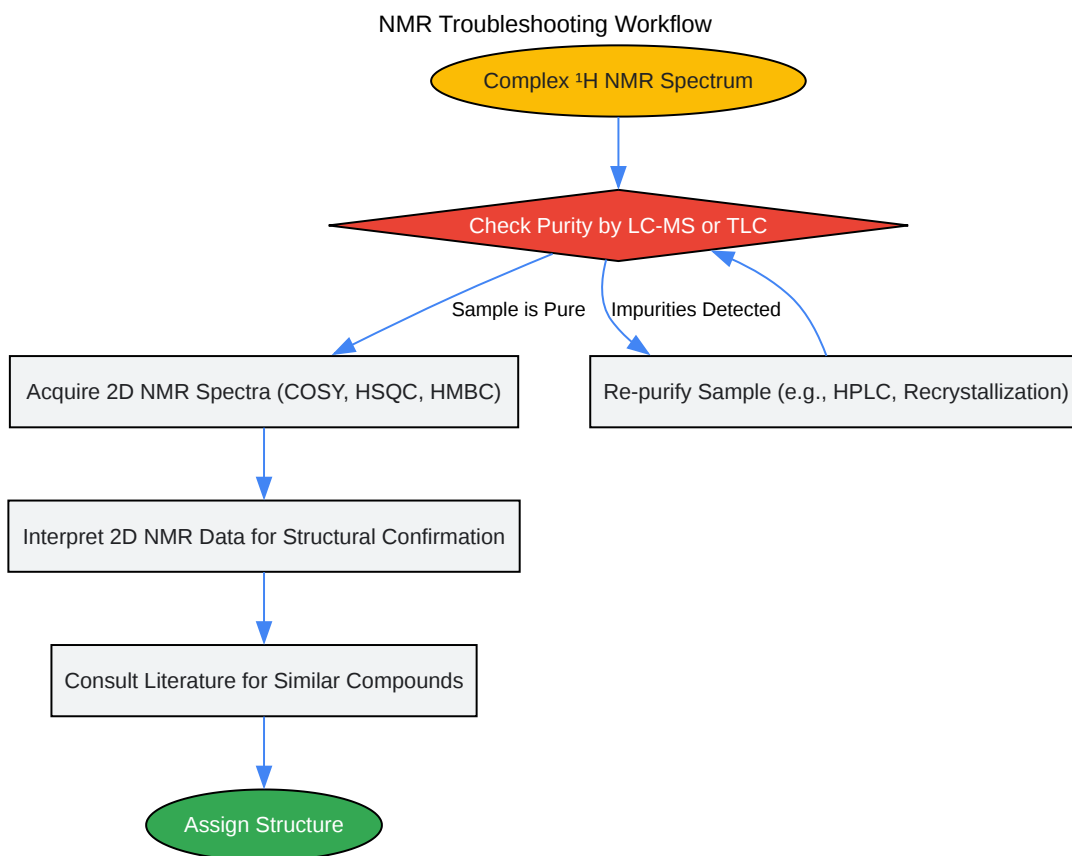 NMR Troubleshooting Workflow
Complex ¹H NMR Spectrum
Check Purity by LC-MS or TLC
Sample is Pure
Impurities Detected
Acquire 2D NMR Spectra (COSY, HSQC, HMBC)
Re-purify Sample (e.g., HPLC, Recrystallization)
Interpret 2D NMR Data for Structural Confirmation
Consult Literature for Similar Compounds
Assign Structure